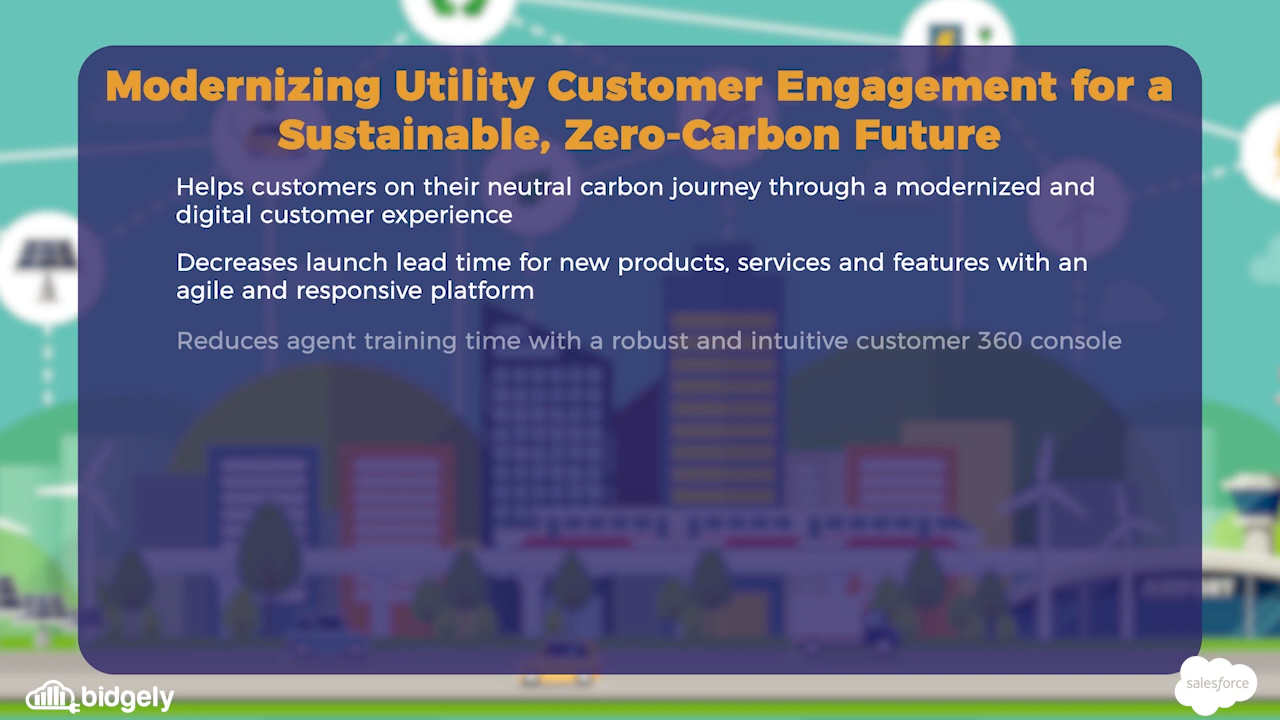 Modernizing Utility Customer Engagement for a
Sustainable, Zero-Carbon Future
Helps customers on their neutral carbon journey through a modernized and
digital customer experience
Decreases launch lead time for new products, services and features with an
agile and responsive platform
Reduces agent training time with a robust and intuitive customer 360 console
AIRPORT
bidgely
salesforce